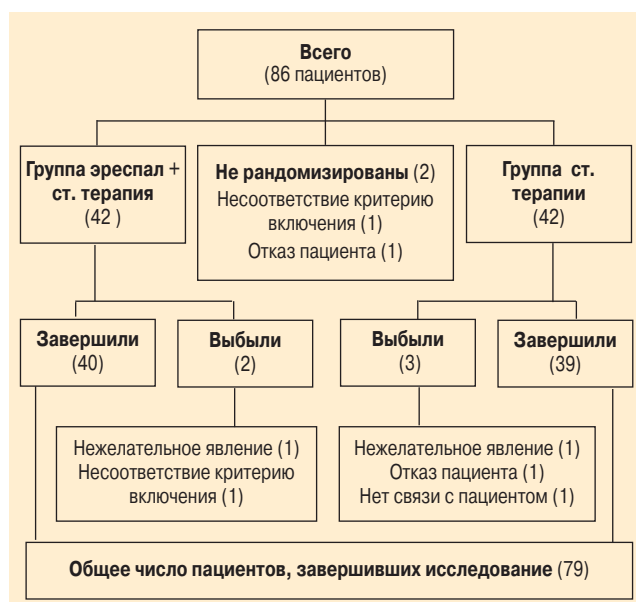 Всего
(86 пациентов)
Группа эреспал +
ст. терапия
(42 )
Не рандомизированы (2)
Несоответствие критерию
включения (1)
Отказ пациента (1)
Группа ст.
терапии
(42)
Завершили
(40)
Выбыли
(2)
Выбыли
(3)
Завершили
(39)
Нежелательное явление (1)
Несоответствие критерию
включения (1)
Нежелательное явление (1)
Отказ пациента (1)
Нет связи с пациентом (1)
Общее число пациентов, завершивших исследование (79)